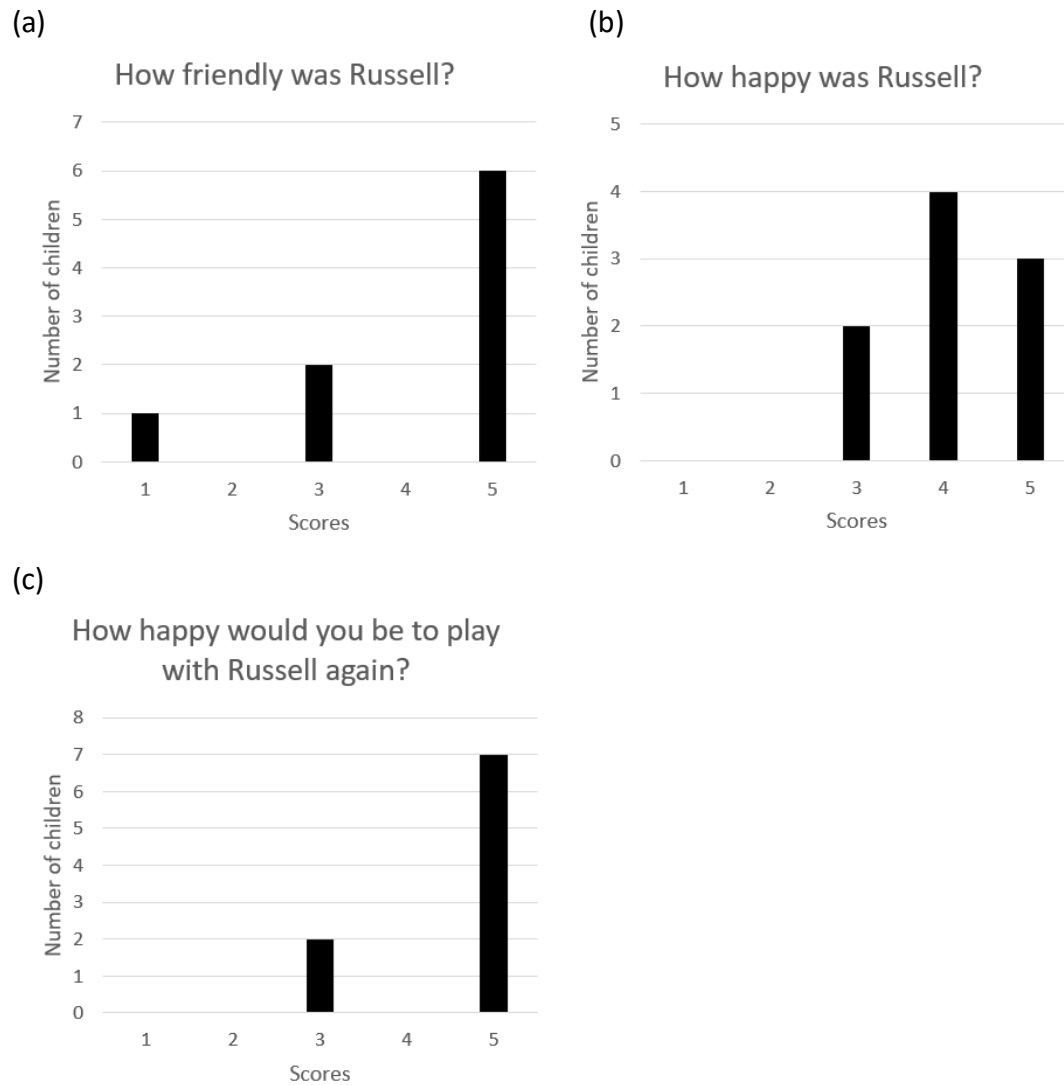 (a)
How friendly was Russell?
7
6
5
4
3
2
1
0
Number of children
1 2 3 4 5
Scores
(b)
How happy was Russell?
5
4
3
2
1
0
Number of children
1 2 3 4 5
Scores
(c)
How happy would you be to play
with Russell again?
8
7
6
5
4
3
2
1
0
Number of children
1 2 3 4 5
Scores